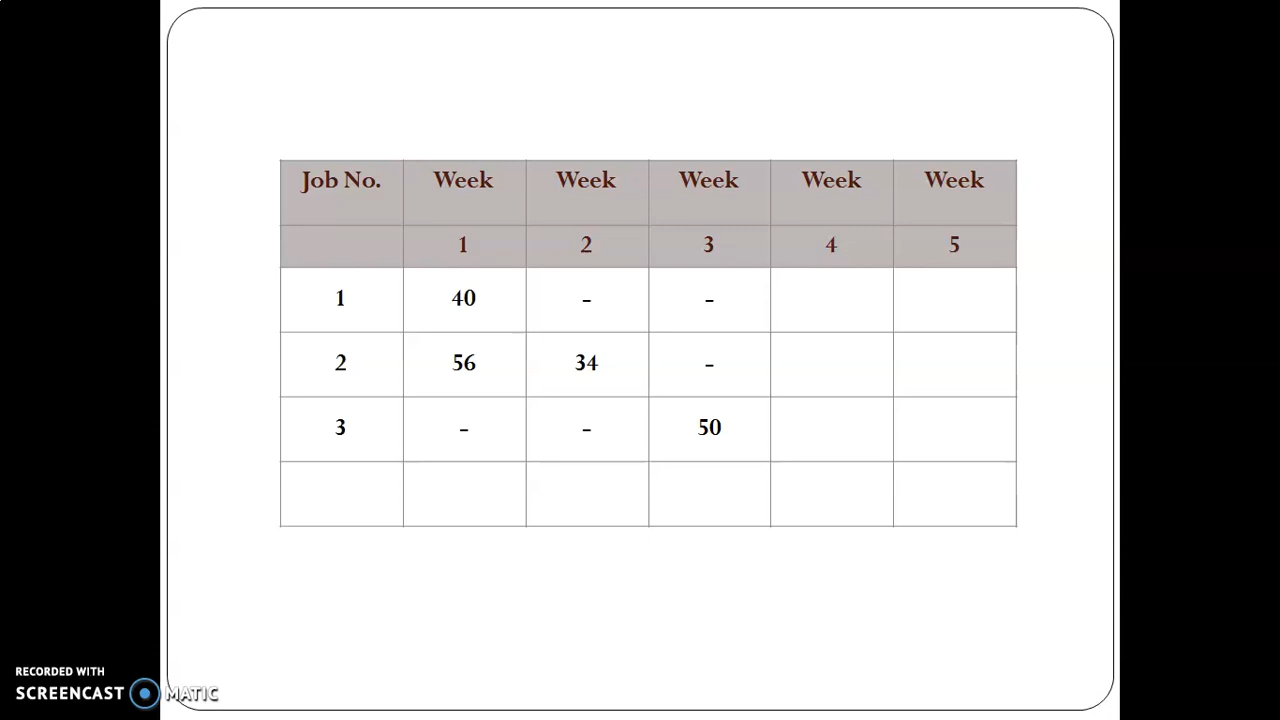 Job No. Week Week Week Week Week
1 2 3 4 5
1 40 - -
2 56 34 -
3 - - 50
RECORDED WITH
SCREENCAST MATIC